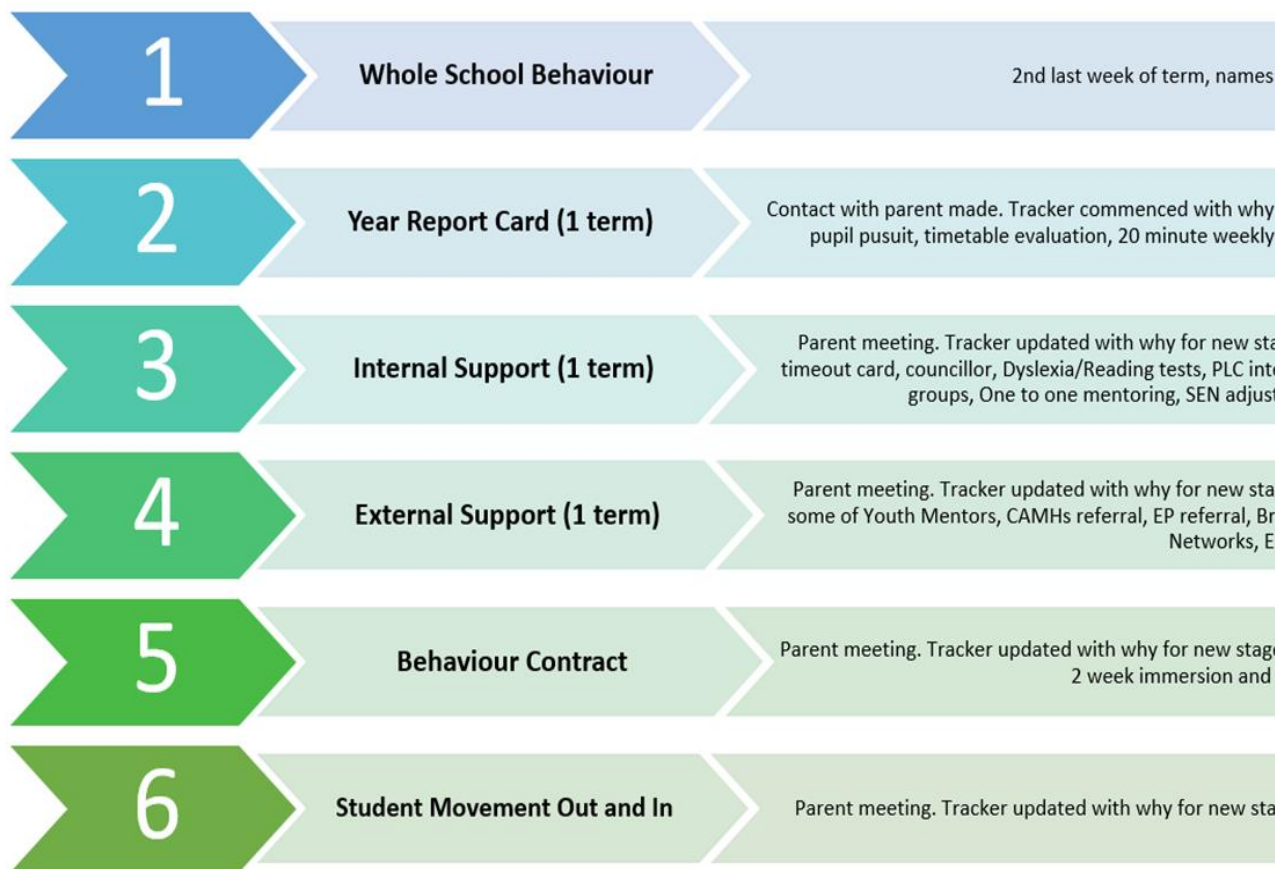 1
Whole School Behaviour
2nd last week of term, names
2
Year Report Card (1 term)
Contact with parent made. Tracker commenced with why
pupil pusuit, timetable evaluation, 20 minute weekly
3
Internal Support (1 term)
Parent meeting. Tracker updated with why for new sta
timeout card, councillor, Dyslexia/Reading tests, PLC inte
groups, One to one mentoring, SEN adjust
4
External Support (1 term)
Parent meeting. Tracker updated with why for new sta
some of Youth Mentors, CAMHs referral, EP referral, Br
Networks, E
5
Behaviour Contract
Parent meeting. Tracker updated with why for new stage
2 week immersion and
6
Student Movement Out and In
Parent meeting. Tracker updated with why for new sta